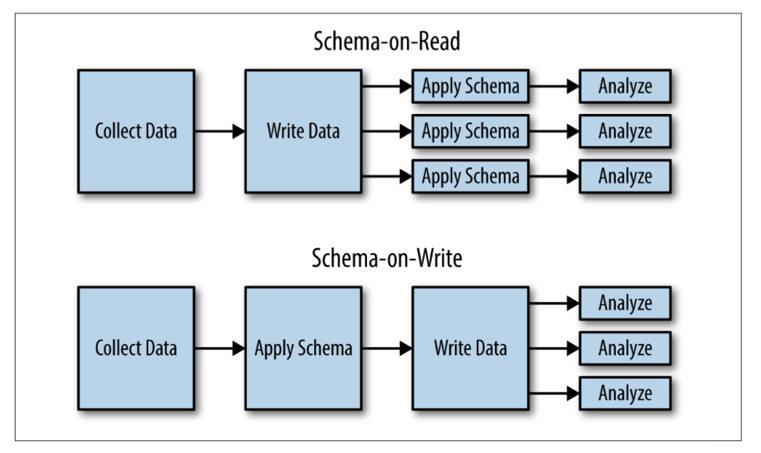 Schema-on-Read
Collect Data
Write Data
Apply Schema
Analyze
Apply Schema
Analyze
Apply Schema
Analyze
Schema-on-Write
Collect Data
Apply Schema
Write Data
Analyze
Analyze
Analyze